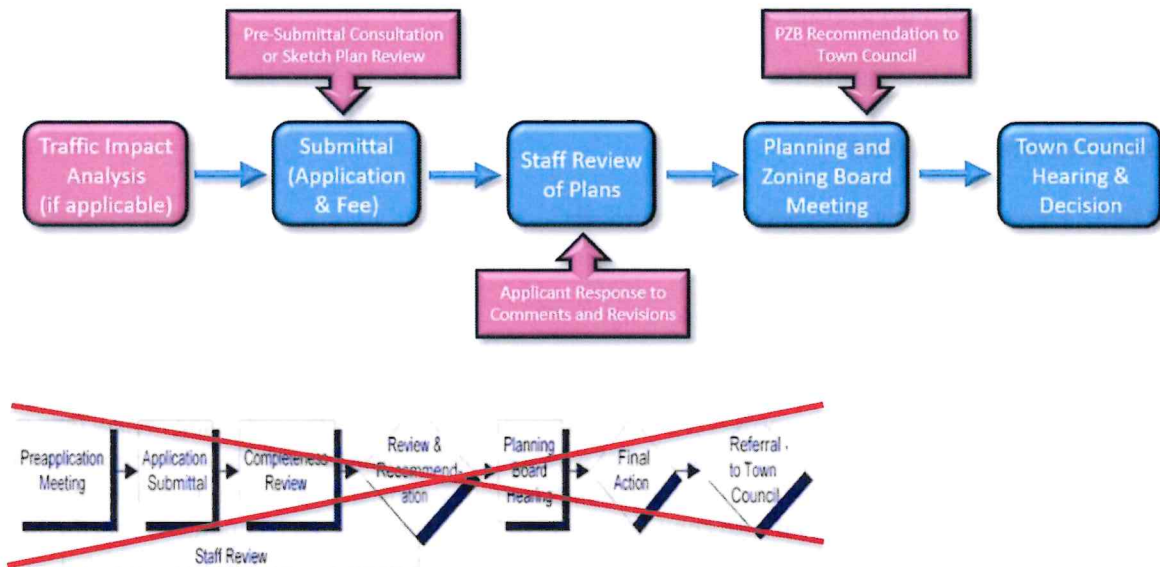 Pre-Submittal Consultation
or Sketch Plan Review
PZB Recommendation to
Town Council
Traffic Impact
Analysis
(if applicable)
Submittal
(Application
& Fee)
Staff Review
of Plans
Planning and
Zoning Board
Meeting
Town Council
Hearing &
Decision
Applicant Response to
Comments and Revisions
Preapplication
Meeting
Application
Submittal
Completeness
Review
Review &
Recommend-
ation
Planning
Board
Hearing
Final
Action
Referral
to Town
Council
Staff Review